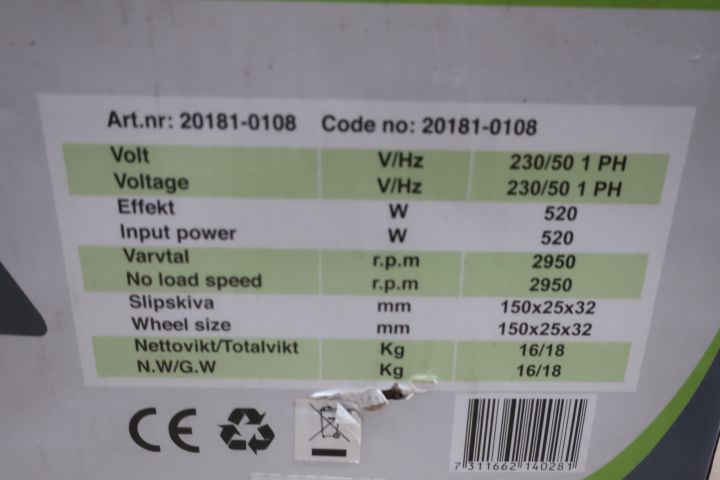 Art.nr: 20181-0108 Code no: 20181-0108
Volt V/Hz 230/50 1 PH
Voltage V/Hz 230/50 1 PH
Effekt W 520
Input power W 520
Varvtal r.p.m 2950
No load speed r.p.m 2950
Slipskiva mm 150x25x32
Wheel size mm 150x25x32
Nettovikt/Totalvikt Kg 16/18
N.W/G.W Kg 16/18
CE
7 311662 140281